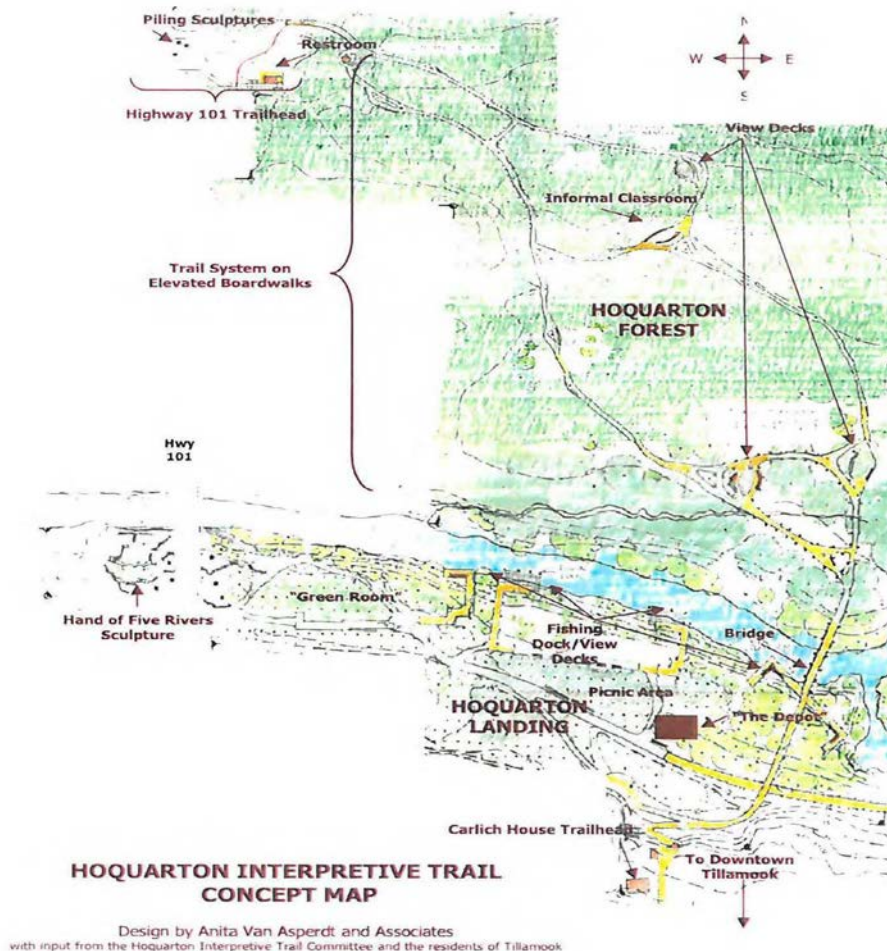 Piling Sculptures
Restroom
Highway 101 Trailhead
N
W
E
S
View Decks
Informal Classroom
Trail System on
Elevated Boardwalks
HOQUARTON
FOREST
Hwy
101
"Green Room"
Hand of Five Rivers
Sculpture
Fishing
Dock/View
Decks
Bridge
Picnic Area
HOQUARTON
LANDING
"The Depot"
Carlich House Trailhead
To Downtown
Tillamook
HOQUARTON INTERPRETIVE TRAIL
CONCEPT MAP
Design by Anita Van Asperdt and Associates
with input from the Hoquarton Interpretive Trail Committee and the residents of Tillamook